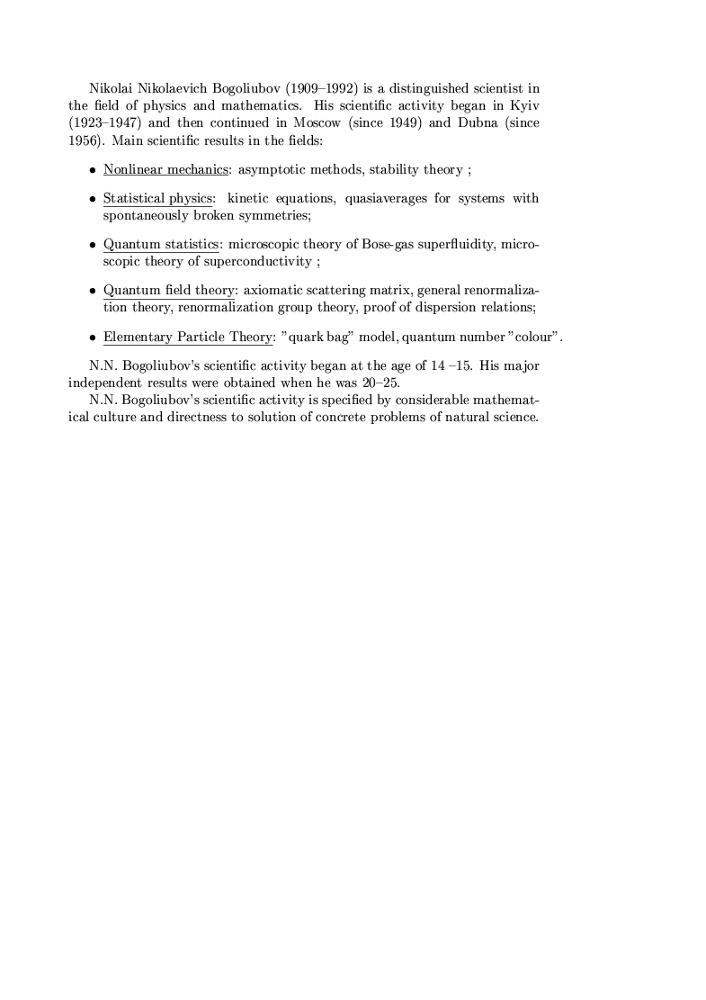 Nikolai Nikolaevich Bogoliubov (1909–1992) is a distinguished scientist in
the field of physics and mathematics. His scientific activity began in Kyiv
(1923–1947) and then continued in Moscow (since 1949) and Dubna (since
1956). Main scientific results in the fields:
• Nonlinear mechanics: asymptotic methods, stability theory ;
• Statistical physics: kinetic equations, quasiaverages for systems with
spontaneously broken symmetries;
• Quantum statistics: microscopic theory of Bose-gas superfluidity, micro-
scopic theory of superconductivity ;
• Quantum field theory: axiomatic scattering matrix, general renormaliza-
tion theory, renormalization group theory, proof of dispersion relations;
• Elementary Particle Theory: ”quark bag” model, quantum number ”colour”.
N.N. Bogoliubov’s scientific activity began at the age of 14 –15. His major
independent results were obtained when he was 20–25.
N.N. Bogoliubov’s scientific activity is specified by considerable mathemat-
ical culture and directness to solution of concrete problems of natural science.